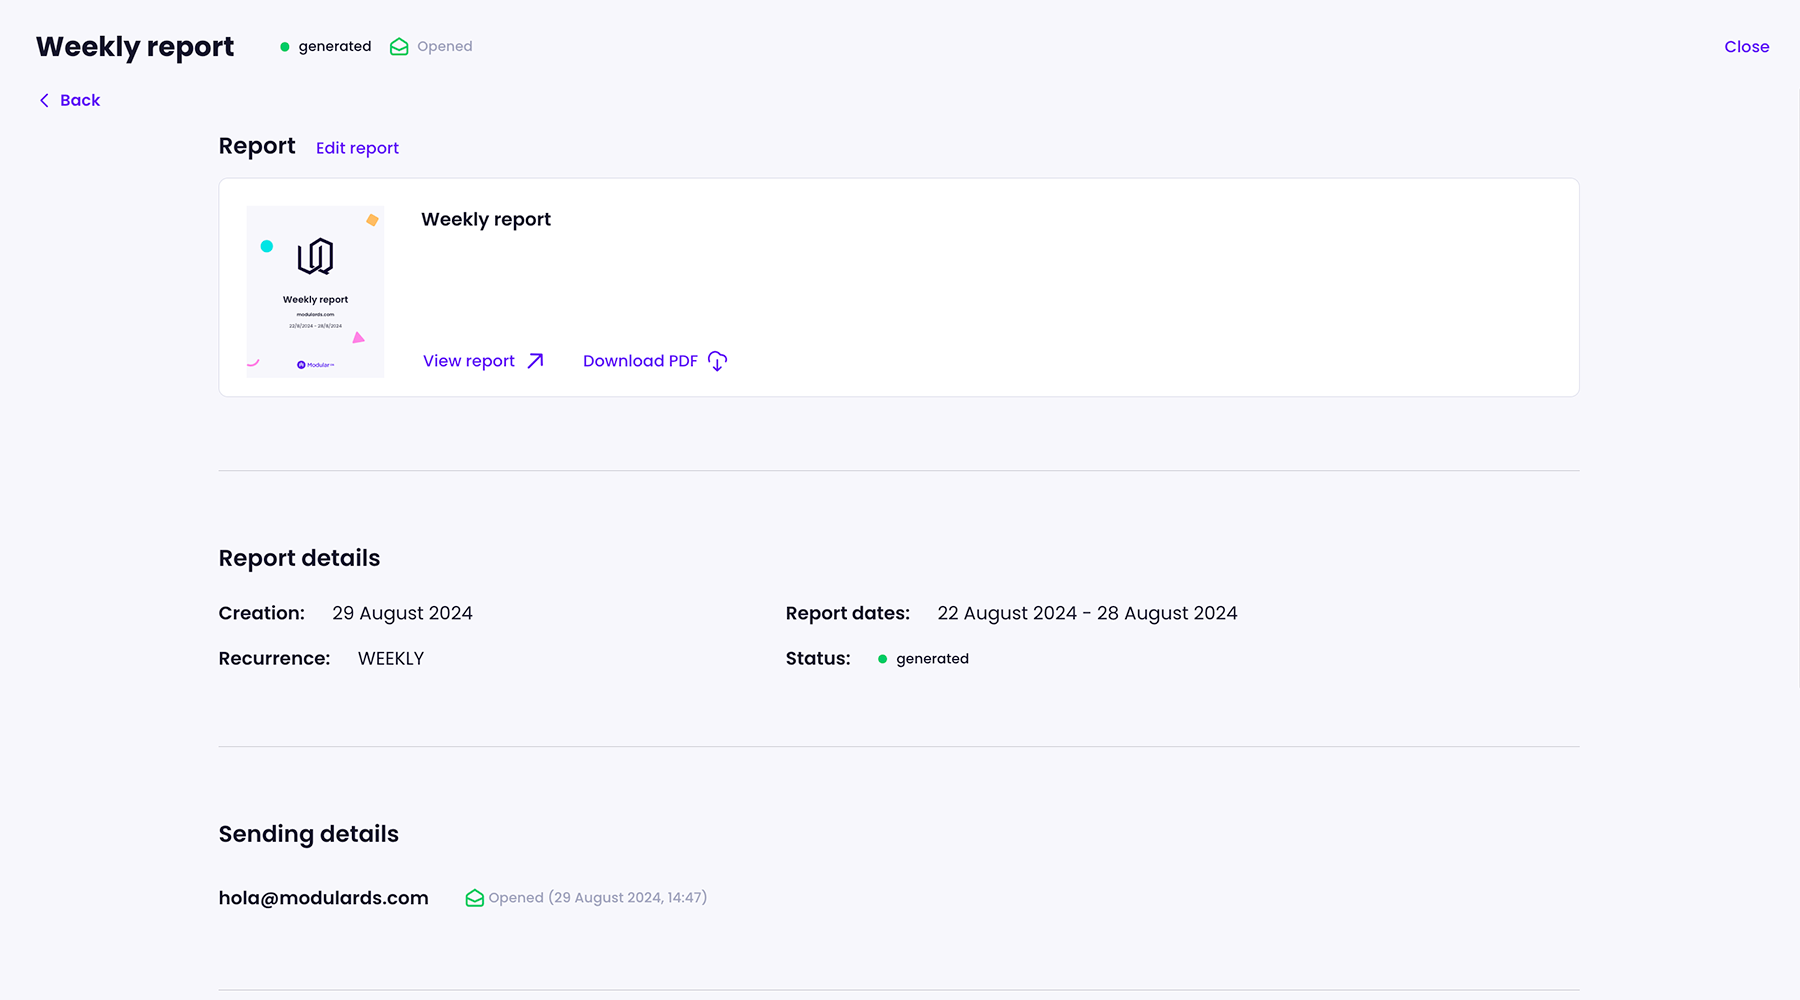 Weekly report
generated
Opened
Close
Back
Report
Edit report
Weekly report
Weekly report
modulards.com
22/8/2024 - 28/8/2024
Modular
View report
Download PDF
Report details
Creation: 29 August 2024
Report dates: 22 August 2024 - 28 August 2024
Recurrence: WEEKLY
Status: generated
Sending details
hola@modulards.com
Opened (29 August 2024, 14:47)